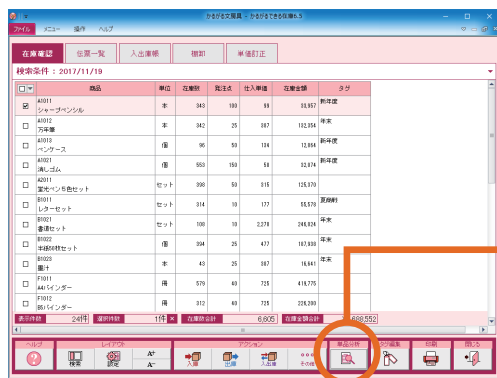 かるがる文房具 - かるがるできる在庫6.5
ファイル メニュー 操作 ヘルプ
在庫確認 伝票一覧 入出庫帳 棚卸 単価訂正
検索条件：2017/11/19
商品 単位 在庫数 発注点 仕入単価 在庫金額 タグ
A1011 シャープペンシル 本 343 100 99 33,957 新年度
A1012 万年筆 本 342 25 387 132,354 年末
A1013 ペンケース 個 96 50 134 12,864 新年度
A1021 消しゴム 個 553 150 58 32,074 新年度
A2011 蛍光ペン5色セット セット 398 50 315 125,370
B1011 レターセット セット 314 10 177 55,578
B1021 書道セット セット 108 10 2,278 246,024 年末
B1022 半紙50枚セット 個 394 25 477 187,938 年末
B1023 墨汁 本 43 25 387 16,641 年末
F1011 A4バインダー 冊 579 40 725 419,775
F1012 B5バインダー 冊 312 40 725 226,200
表示件数 24件 選択件数 1件 × 在庫数合計 6,605 在庫金額合計 688,552
ヘルプ レイアウト アクション 単品分析 タグ編集 印刷 閉じる
検索 設定 A+ A- 入庫 出庫 入出庫 その他